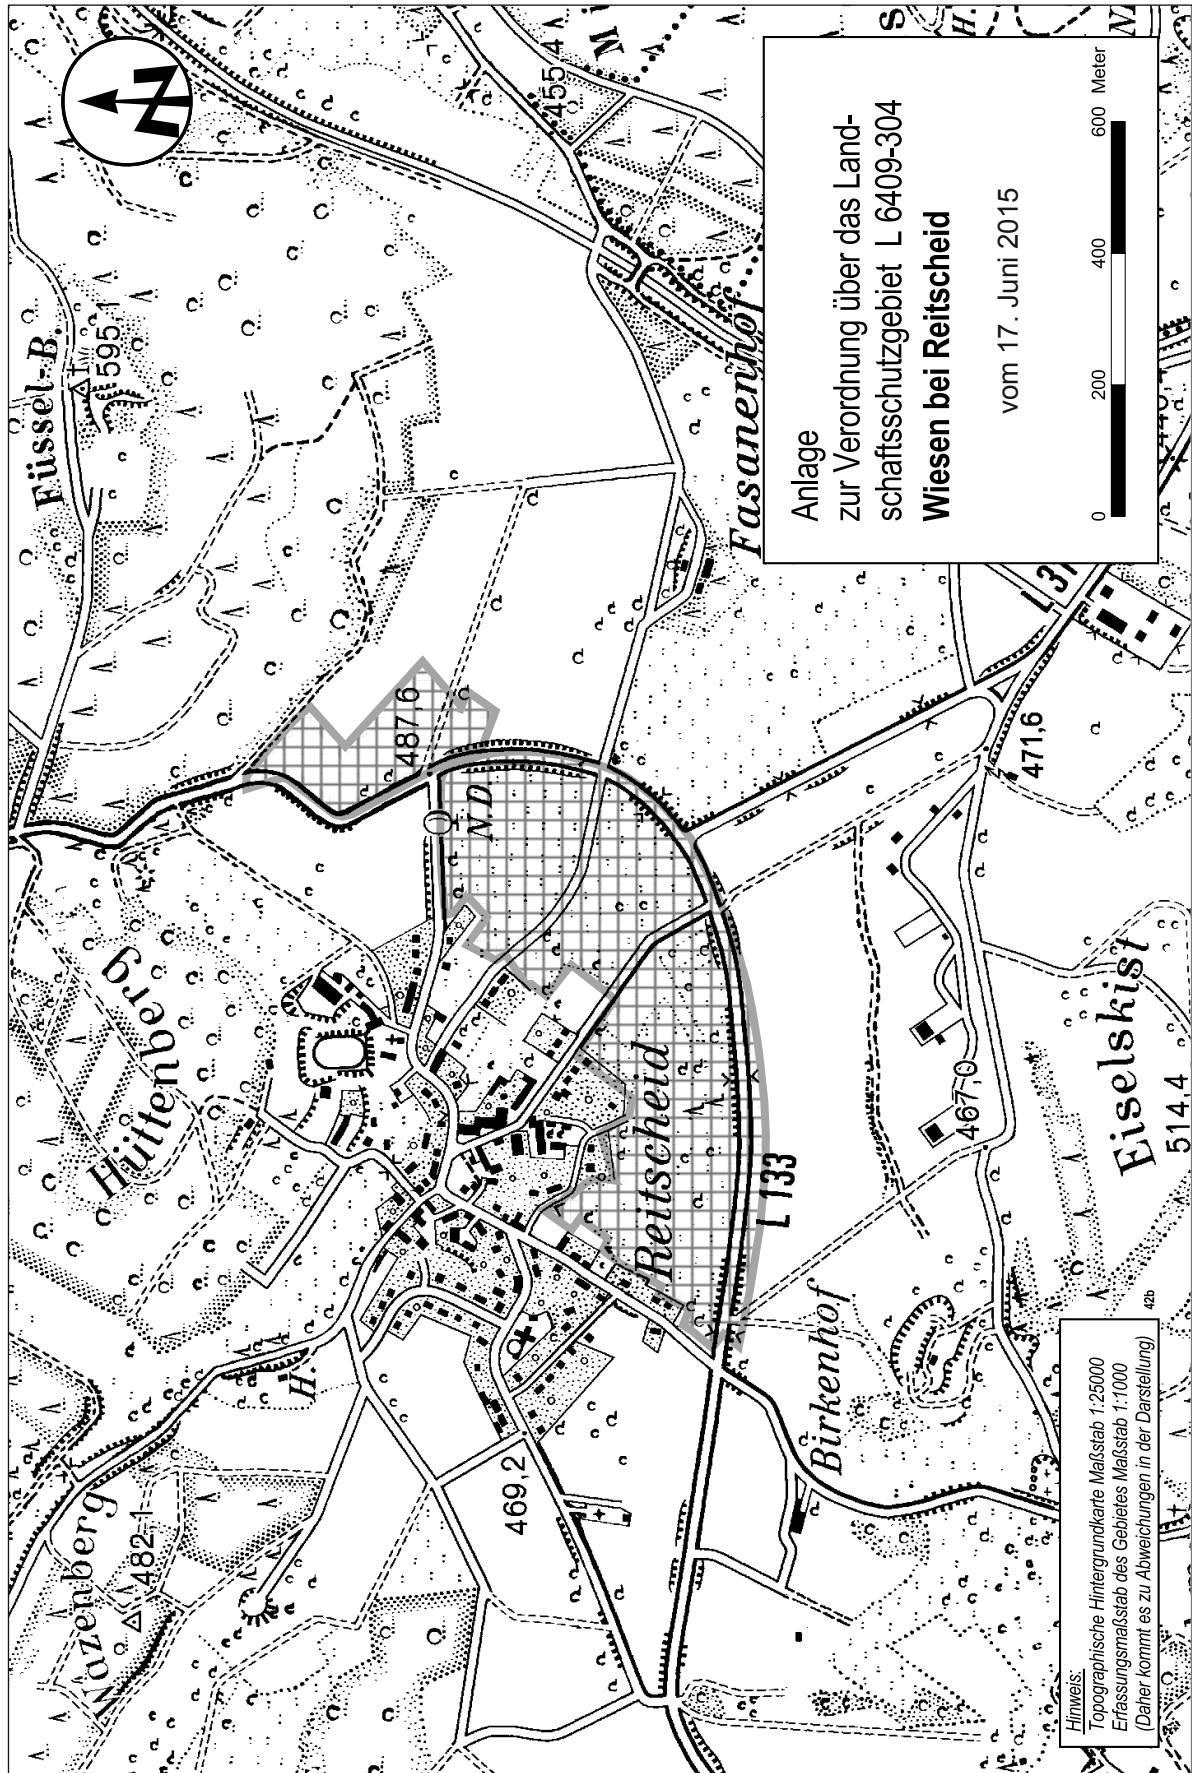 Anlage
zur Verordnung über das Land-
schaftsschutzgebiet L 6409-304
Wiesen bei Reitscheid
vom 17. Juni 2015
0 200 400 600 Meter
Hinweis:
Topographische Hintergrundkarte Maßstab 1:25000
Erfassungsmaßstab des Gebietes Maßstab 1:1000
(Daher kommt es zu Abweichungen in der Darstellung)
42b
N
Wazenberg
482,1
H.
Hüttenberg
Füssel-B.
595,1
469,2
Reitscheid
N.D.
487,6
Fasanenhof
455,4
Birkenhof
L 133
467,0
471,6
Eiselskist
514,4
H.